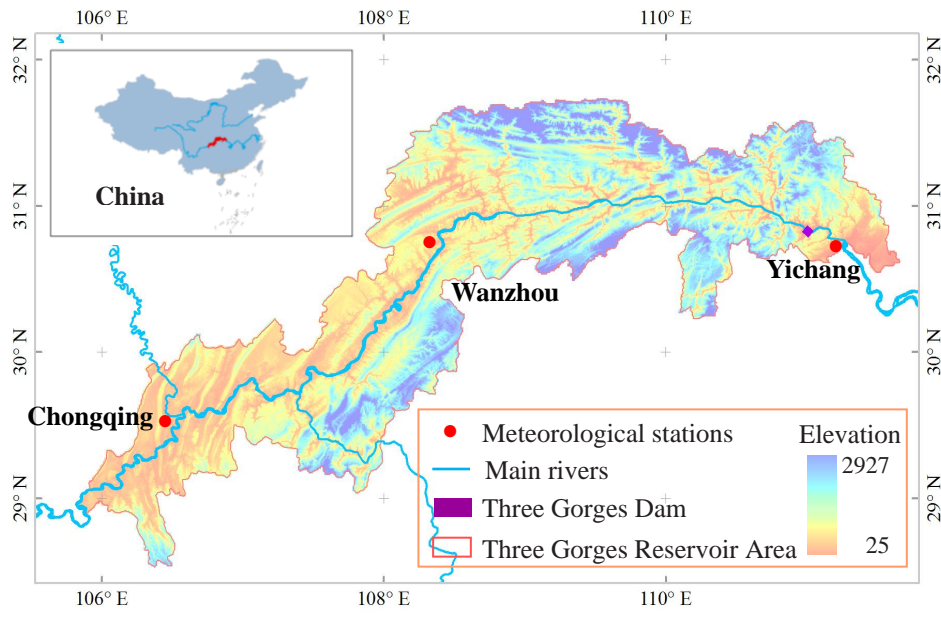 106° E 108° E 110° E
32° N 32° N
China
31° N 31° N
Yichang
Wanzhou
30° N 30° N
Chongqing
Meteorological stations Elevation
Main rivers 2927
29° N 29° N
Three Gorges Dam
Three Gorges Reservoir Area 25
106° E 108° E 110° E